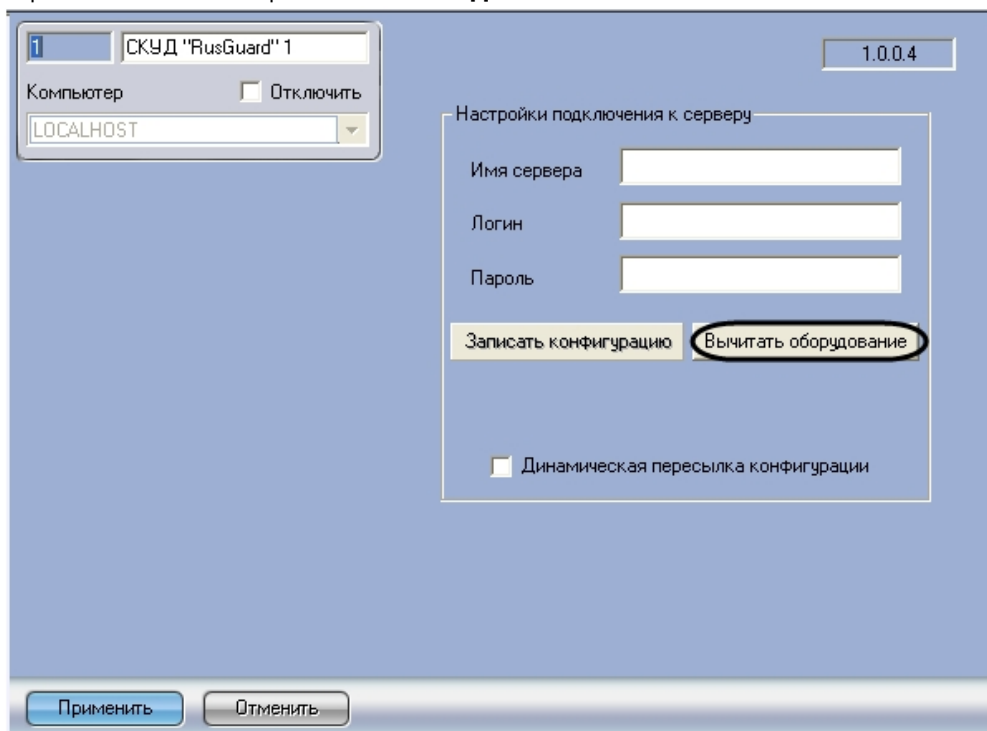 1
СКУД "RusGuard" 1
1.0.0.4
Компьютер
Отключить
LOCALHOST
Настройки подключения к серверу
Имя сервера
Логин
Пароль
Записать конфигурацию
Вычитать оборудование
Динамическая пересылка конфигурации
Применить
Отменить